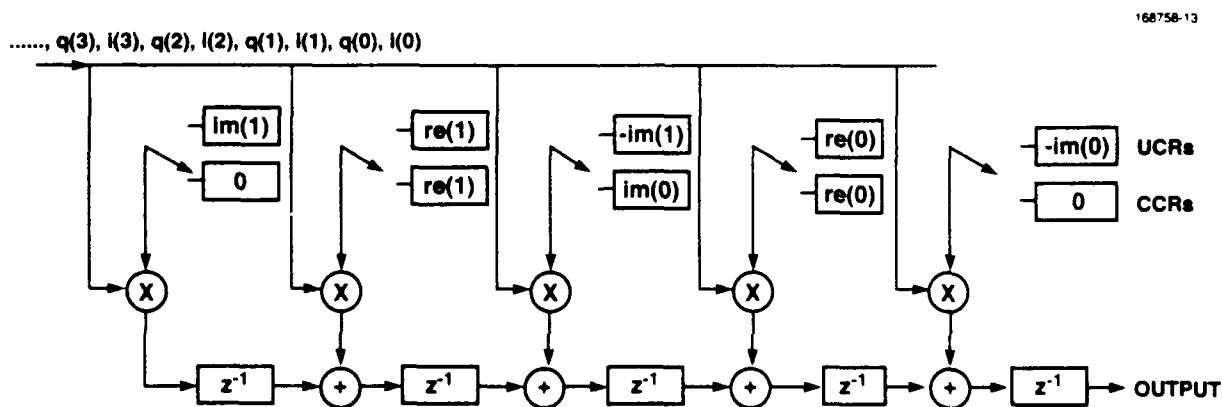 168758-13
......, q(3), i(3), q(2), i(2), q(1), i(1), q(0), i(0)
im(1) re(1) -im(1) re(0) -im(0) UCRs
0 re(1) im(0) re(0) 0 CCRs
X X X X X
z⁻¹ + z⁻¹ + z⁻¹ + z⁻¹ + z⁻¹ OUTPUT